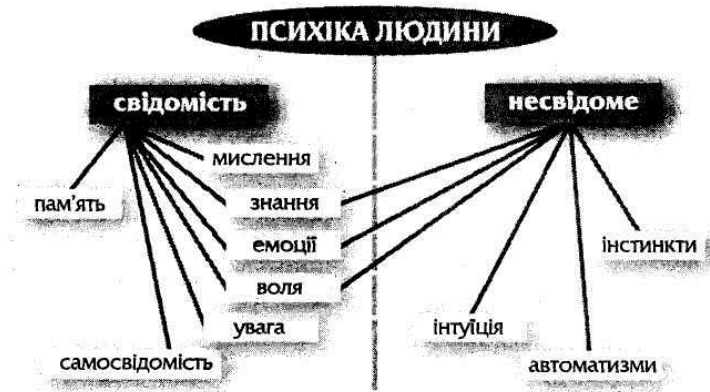 ПСИХІКА ЛЮДИНИ
свідомість
несвідоме
мислення
пам'ять
знання
емоції
інстинкти
воля
увага
інтуїція
самосвідомість
автоматизми